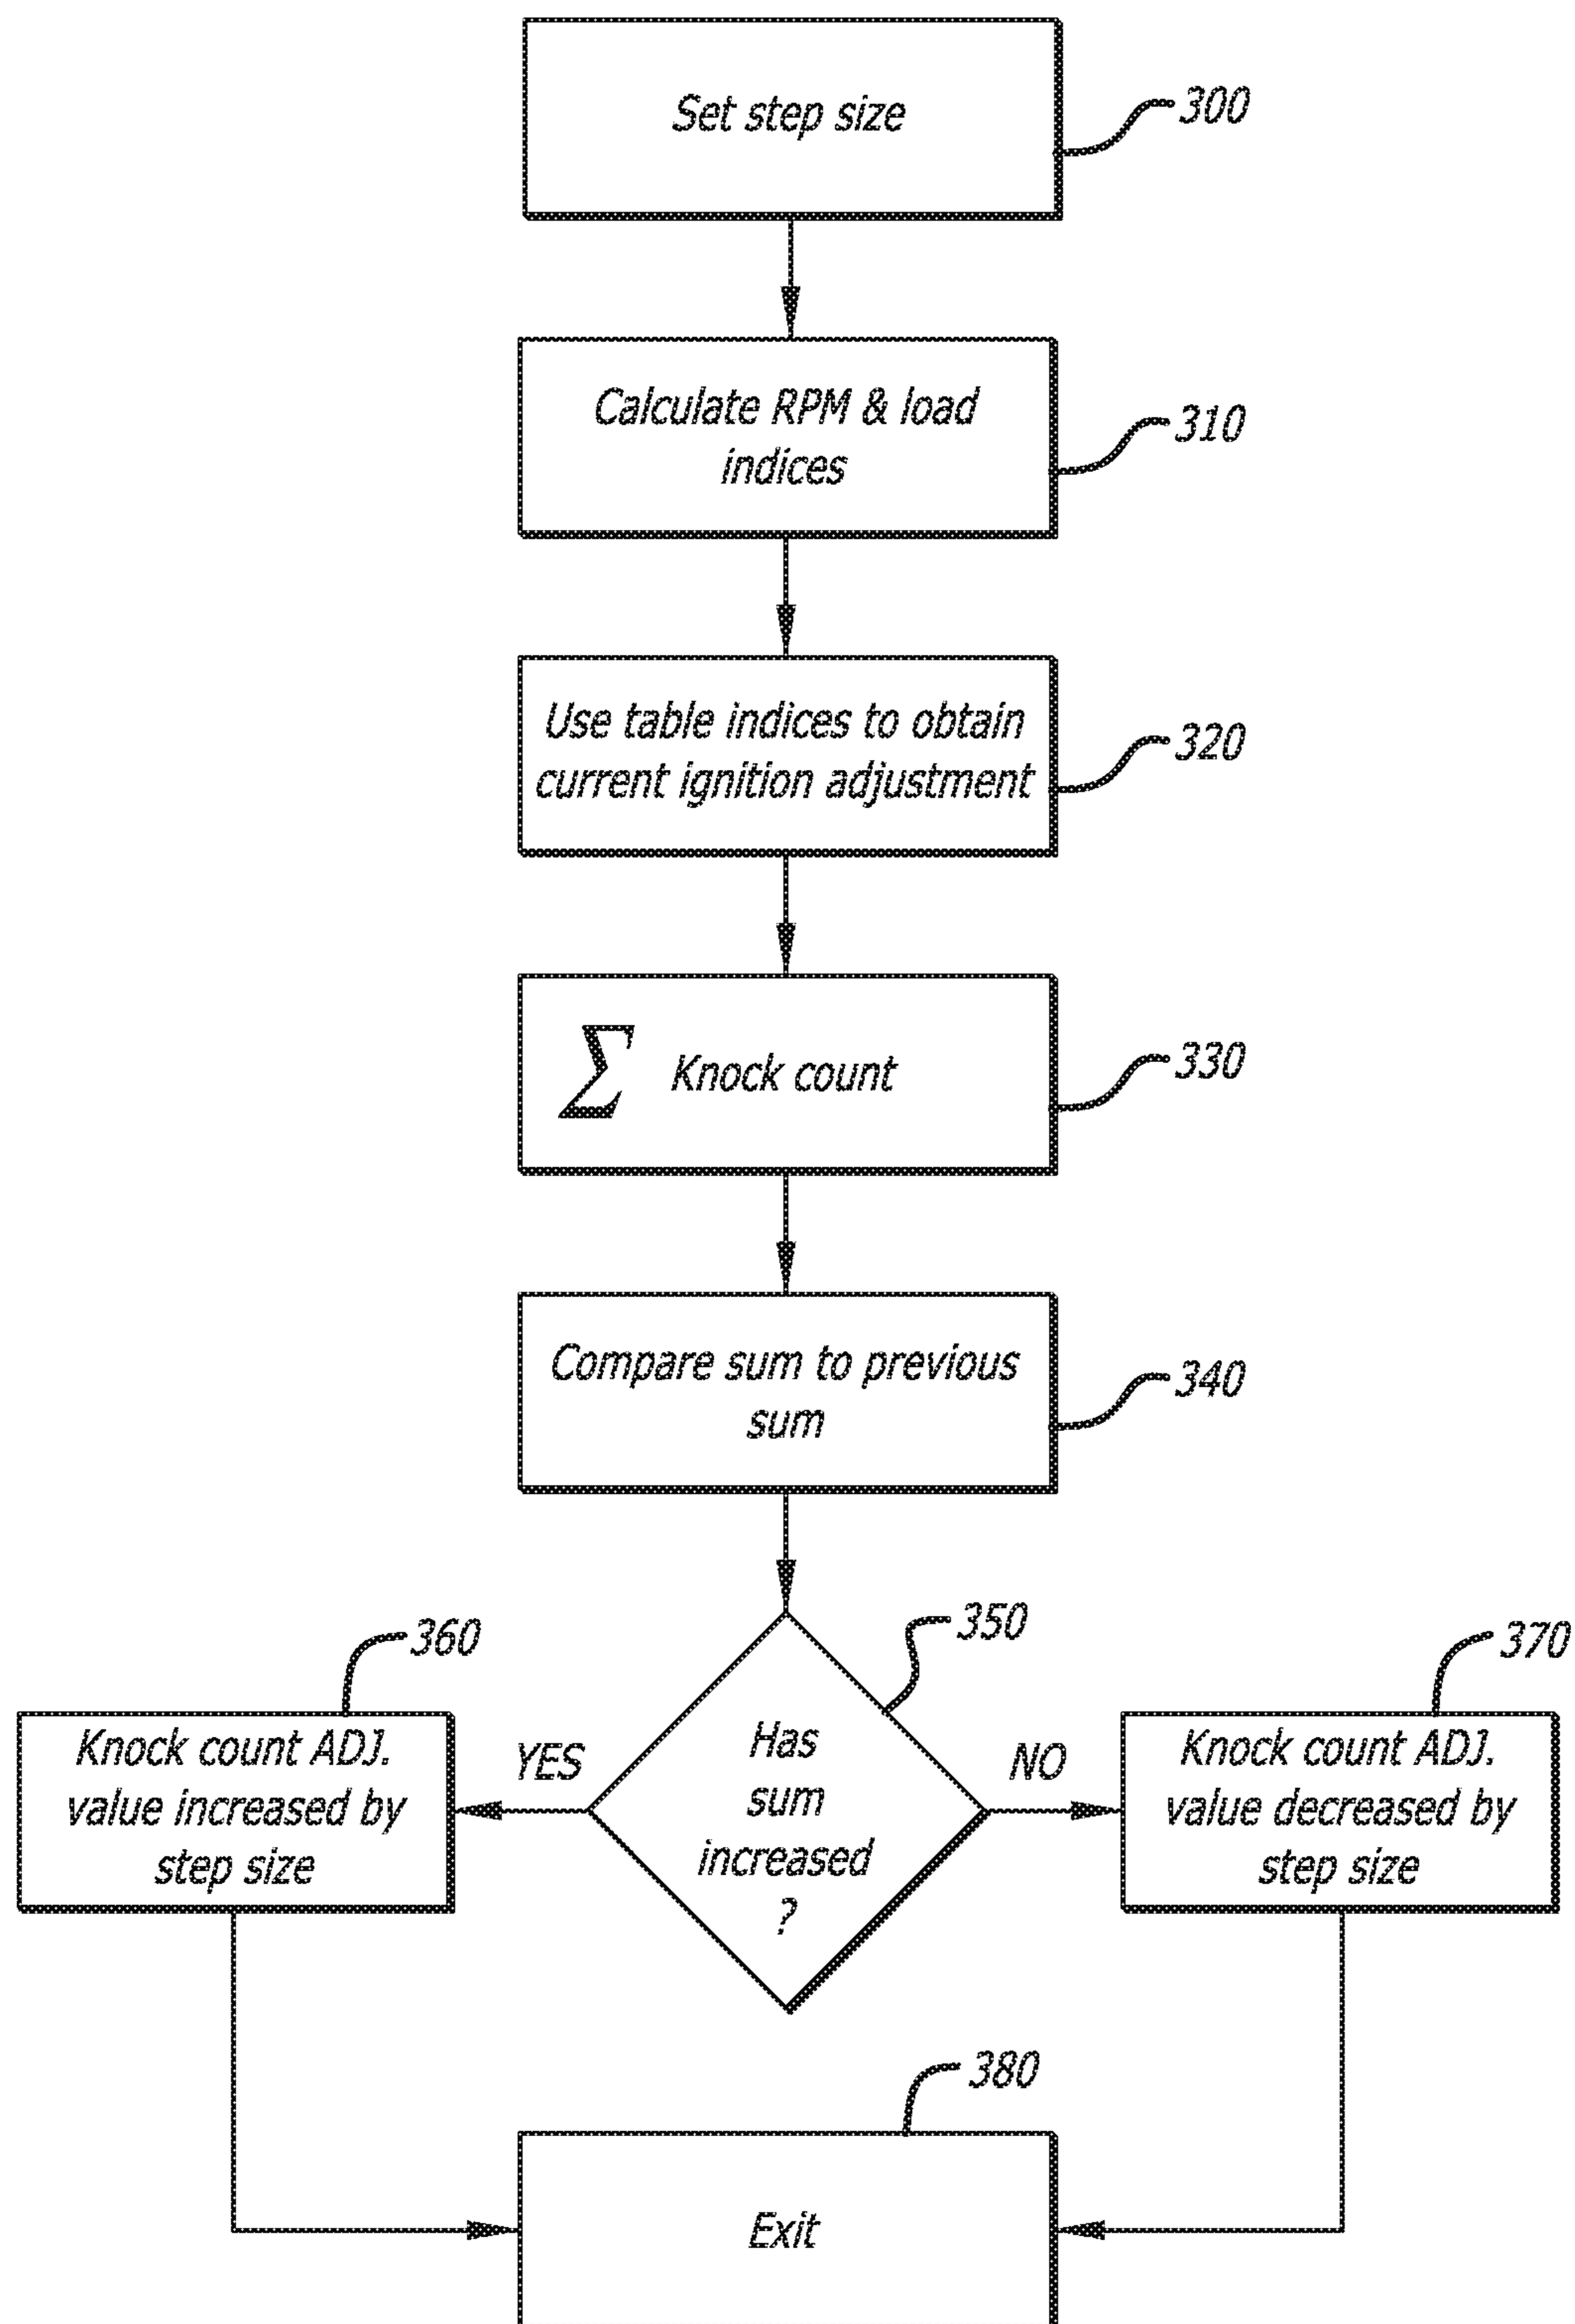 Set step size
300
Calculate RPM & load
indices
310
Use table indices to obtain
current ignition adjustment
320
Σ Knock count
330
Compare sum to previous
sum
340
350
Has
sum
increased
?
YES
NO
360
Knock count ADJ.
value increased by
step size
370
Knock count ADJ.
value decreased by
step size
380
Exit